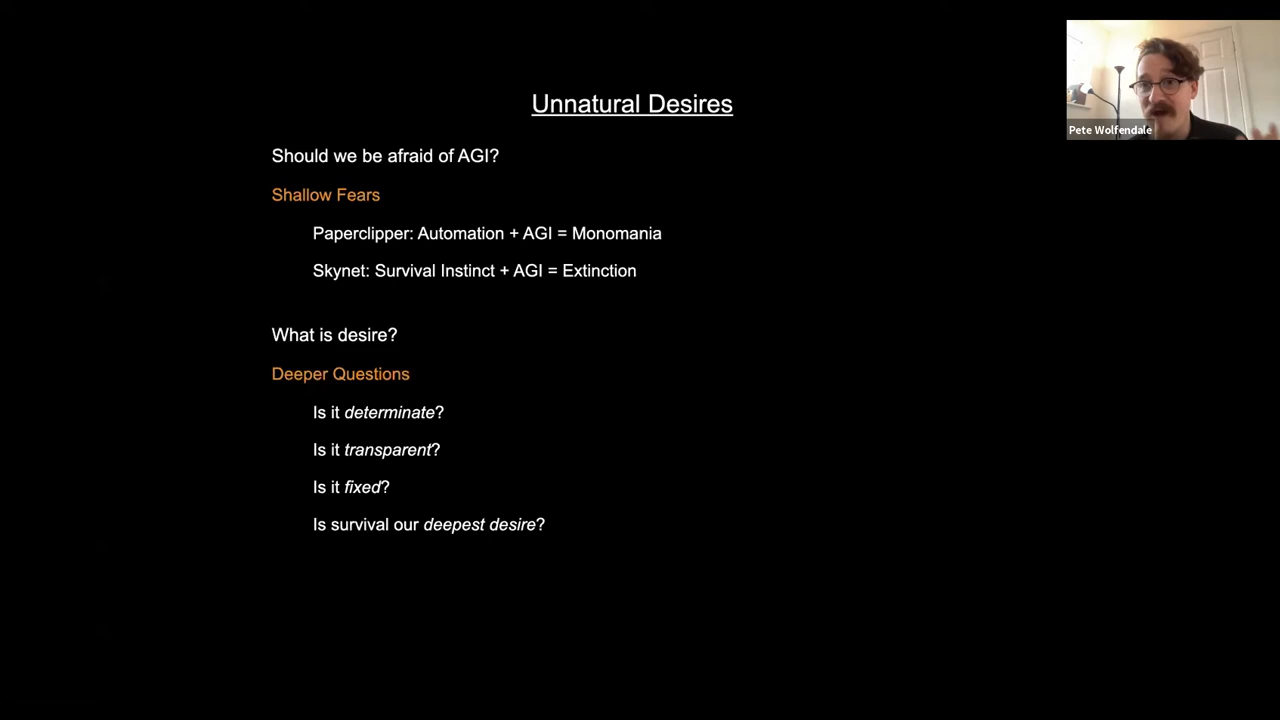 Unnatural Desires
Should we be afraid of AGI?
Shallow Fears
Paperclipper: Automation + AGI = Monomania
Skynet: Survival Instinct + AGI = Extinction
What is desire?
Deeper Questions
Is it determinate?
Is it transparent?
Is it fixed?
Is survival our deepest desire?
Pete Wolfendale